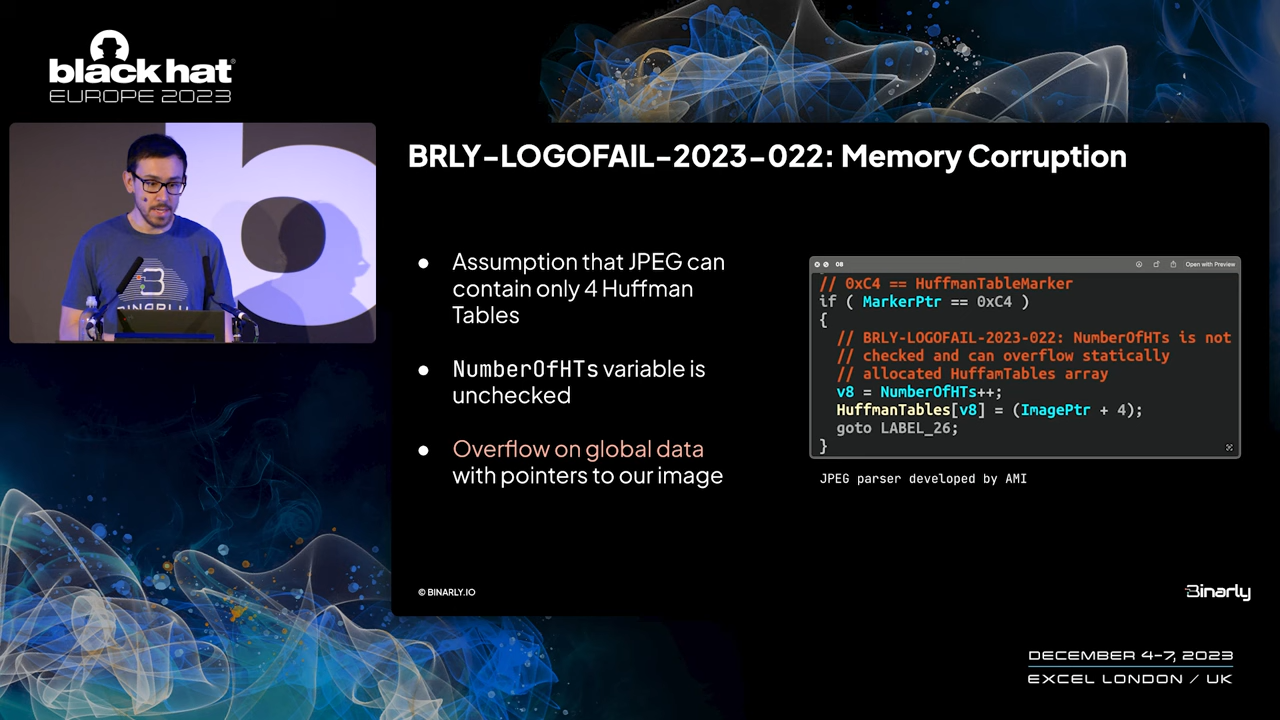 black hat
EUROPE 2023
BINARLY
BRLY-LOGOFAIL-2023-022: Memory Corruption
● Assumption that JPEG can
contain only 4 Huffman
Tables
● NumberOfHTs variable is
unchecked
● Overflow on global data
with pointers to our image
08
Open with Preview
// 0xC4 == HuffmanTableMarker
if ( MarkerPtr == 0xC4 )
{
// BRLY-LOGOFAIL-2023-022: NumberOfHTs is not
// checked and can overflow statically
// allocated HuffamTables array
v8 = NumberOfHTs++;
HuffmanTables[v8] = (ImagePtr + 4);
goto LABEL_26;
}
JPEG parser developed by AMI
© BINARLY.IO
Binarly
DECEMBER 4-7, 2023
EXCEL LONDON / UK